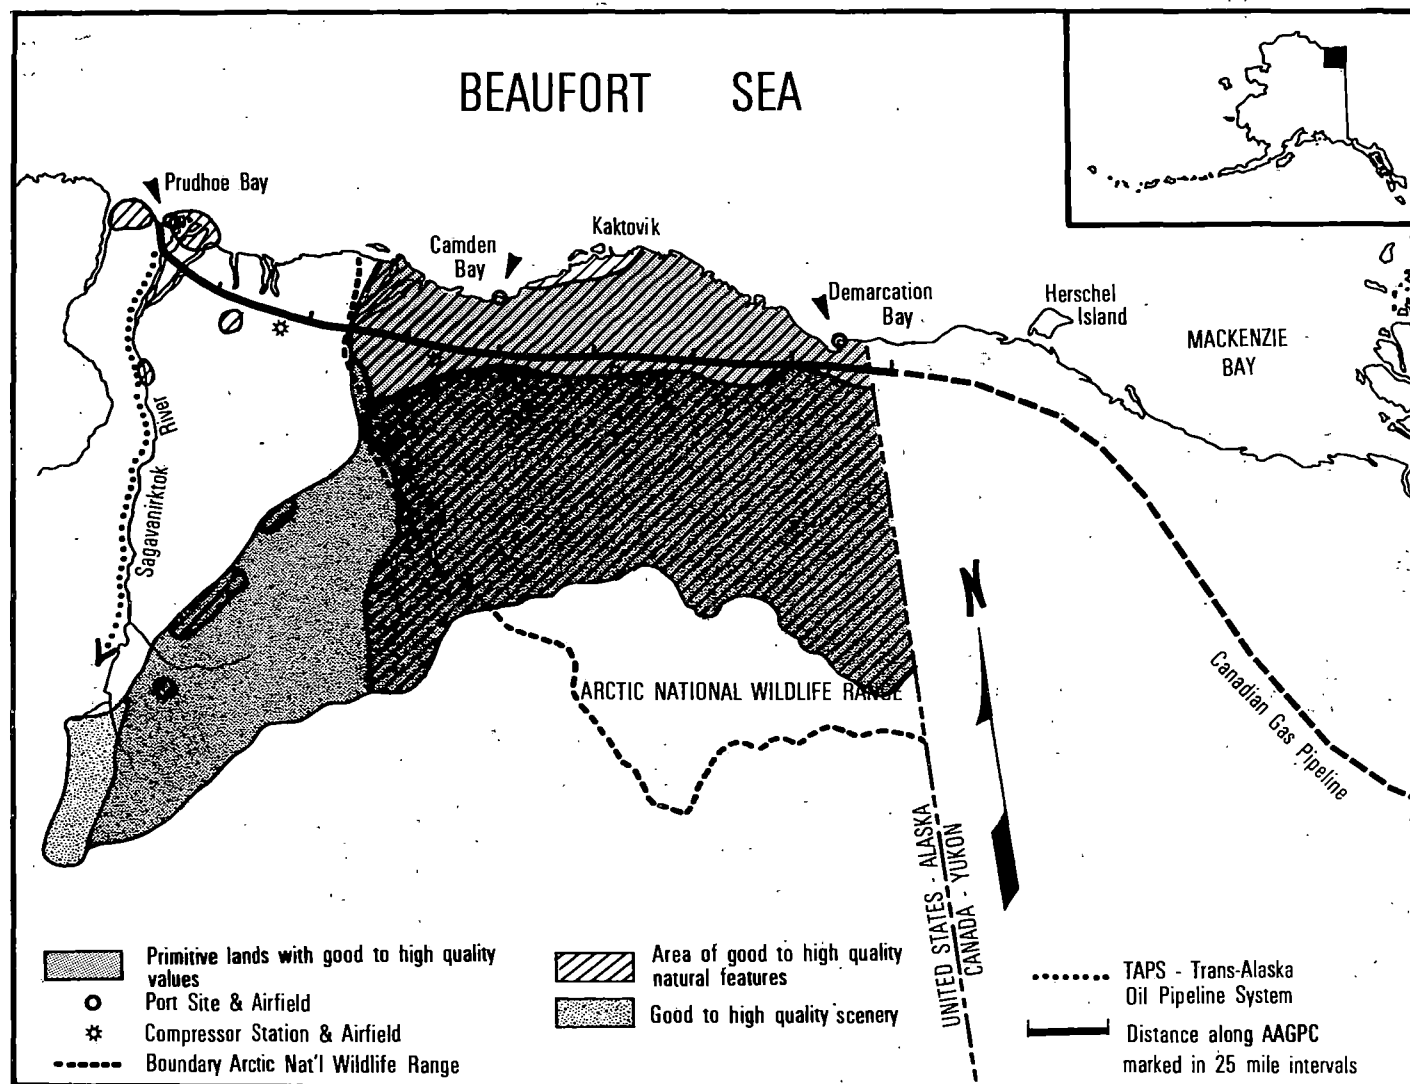 BEAUFORT SEA
Prudhoe Bay
Kaktovik
Camden
Bay
Demarcation
Bay
Herschel
Island
MACKENZIE
BAY
Sagavanirktok River
N
ARCTIC NATIONAL WILDLIFE RANGE
Canadian Gas Pipeline
UNITED STATES - ALASKA
CANADA - YUKON
Primitive lands with good to high quality
values
Port Site & Airfield
Compressor Station & Airfield
Boundary Arctic Nat'l Wildlife Range
Area of good to high quality
natural features
Good to high quality scenery
TAPS - Trans-Alaska
Oil Pipeline System
Distance along AAGPC
marked in 25 mile intervals